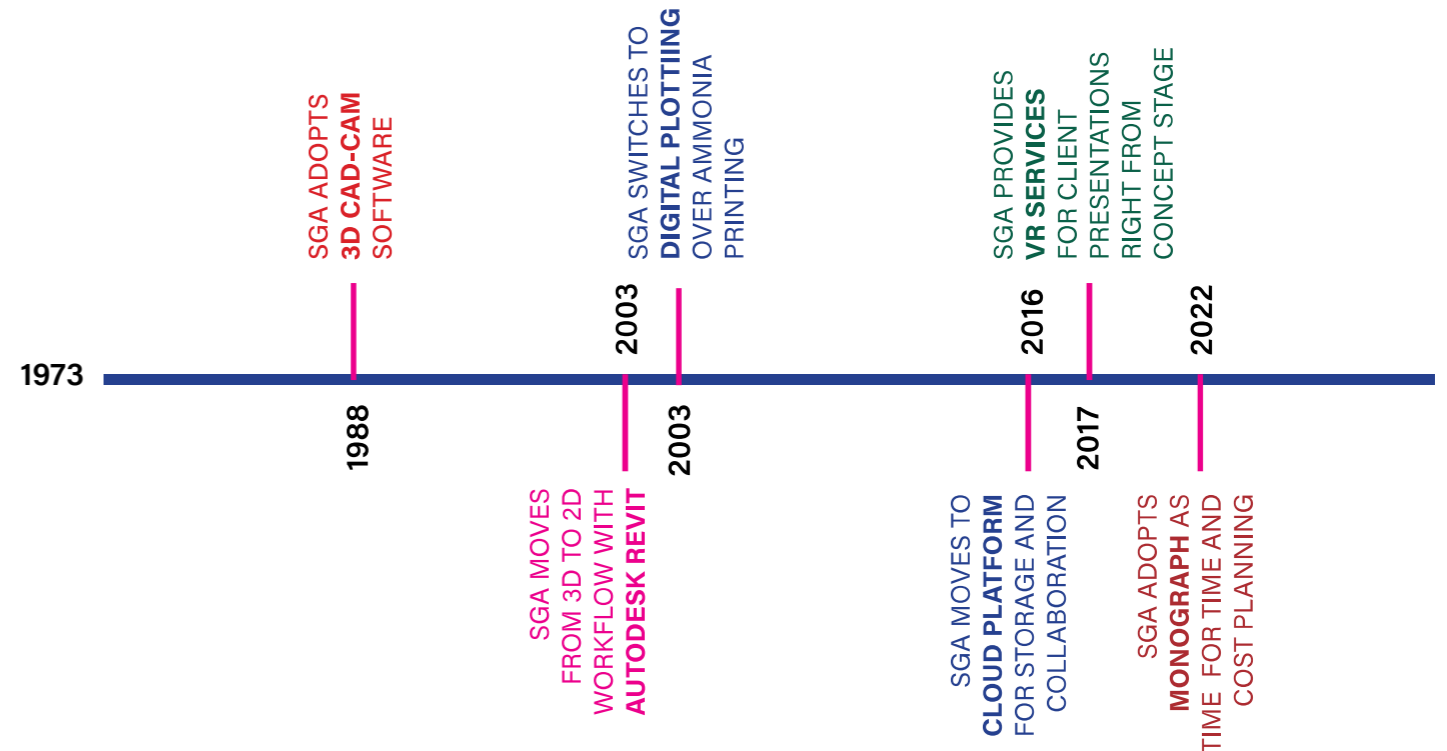 1973
SGA ADOPTS
3D CAD-CAM
SOFTWARE
1988
2003
SGA MOVES
FROM 3D TO 2D
WORKFLOW WITH
AUTODESK REVIT
SGA SWITCHES TO
DIGITAL PLOTTIING
OVER AMMONIA
PRINTING
2003
2016
SGA MOVES TO
CLOUD PLATFORM
FOR STORAGE AND
COLLABORATION
SGA PROVIDES
VR SERVICES
FOR CLIENT
PRESENTATIONS
RIGHT FROM
CONCEPT STAGE
2017
2022
SGA ADOPTS
MONOGRAPH AS
TIME FOR TIME AND
COST PLANNING